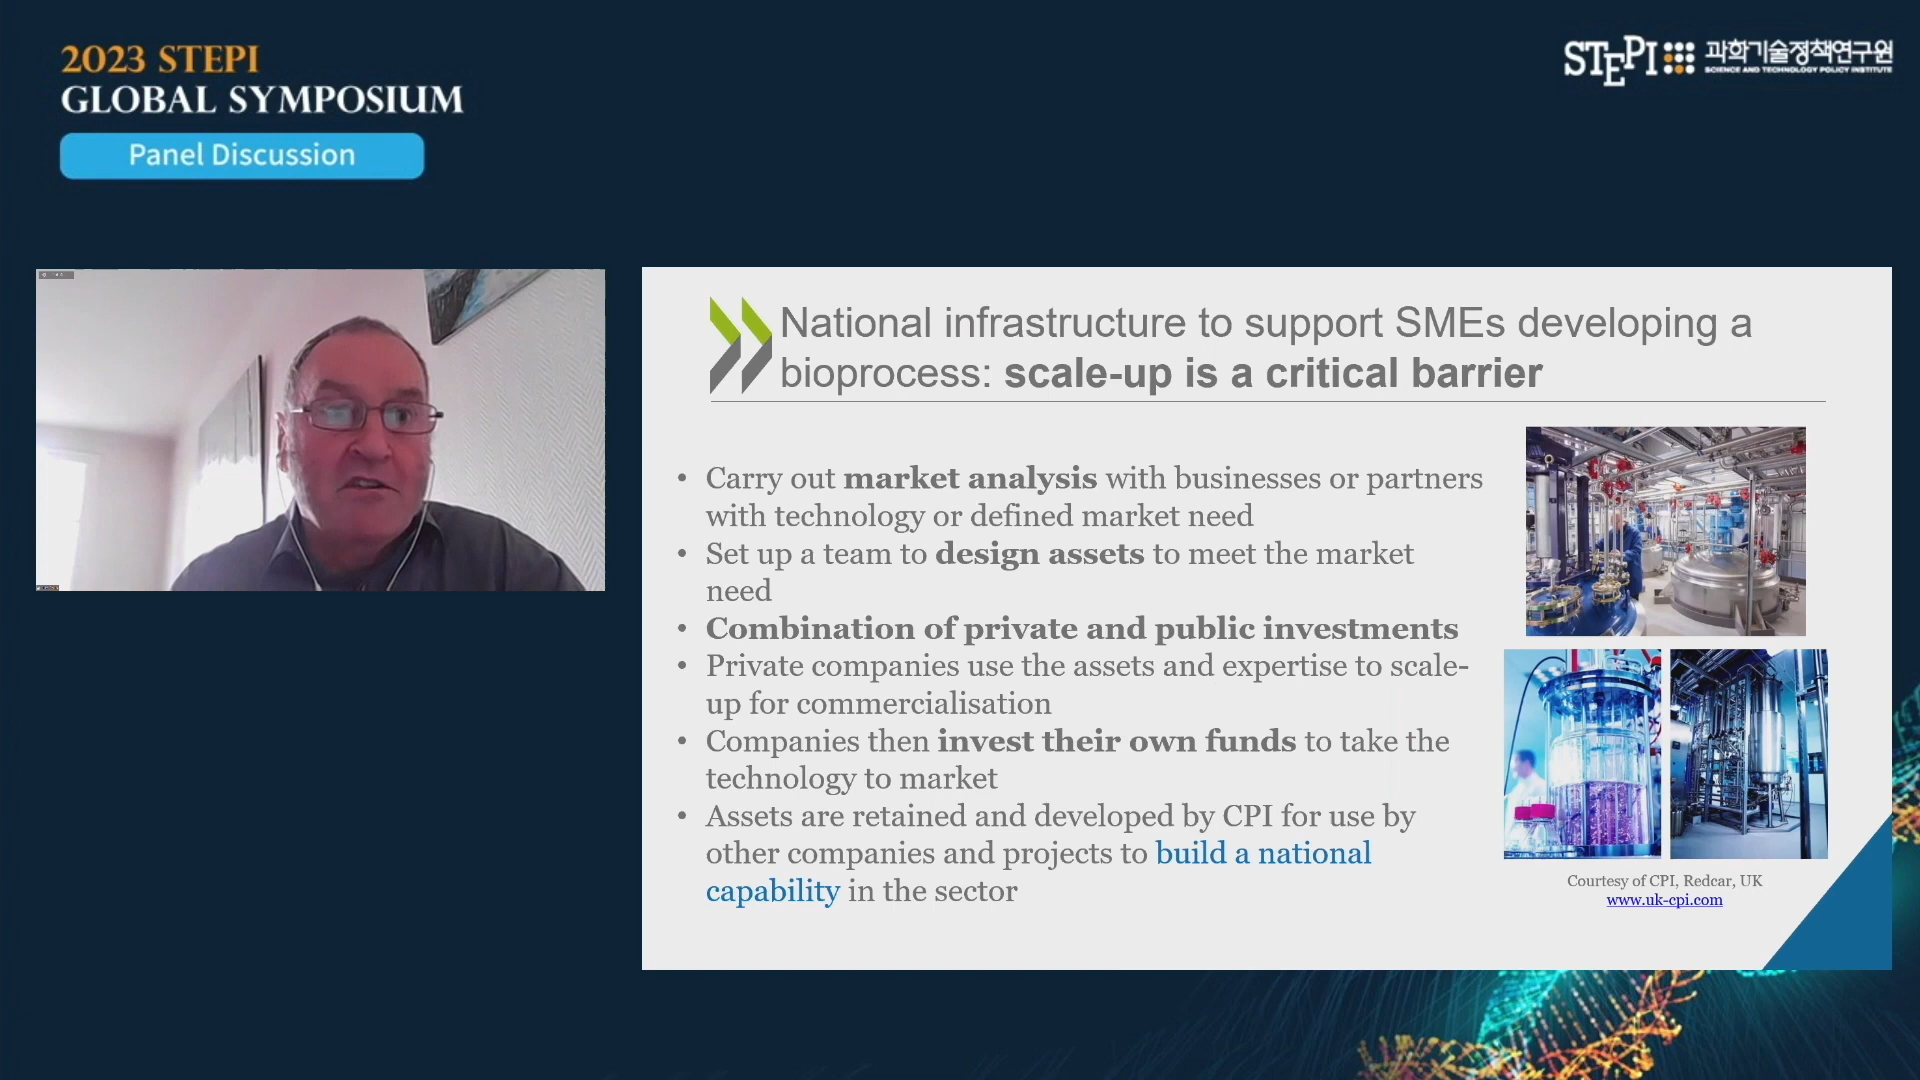 2023 STEPI
GLOBAL SYMPOSIUM
Panel Discussion
STEPI 과학기술정책연구원
SCIENCE AND TECHNOLOGY POLICY INSTITUTE
National infrastructure to support SMEs developing a
bioprocess: scale-up is a critical barrier
• Carry out market analysis with businesses or partners
with technology or defined market need
• Set up a team to design assets to meet the market
need
• Combination of private and public investments
• Private companies use the assets and expertise to scale-
up for commercialisation
• Companies then invest their own funds to take the
technology to market
• Assets are retained and developed by CPI for use by
other companies and projects to build a national
capability in the sector
Courtesy of CPI, Redcar, UK
www.uk-cpi.com